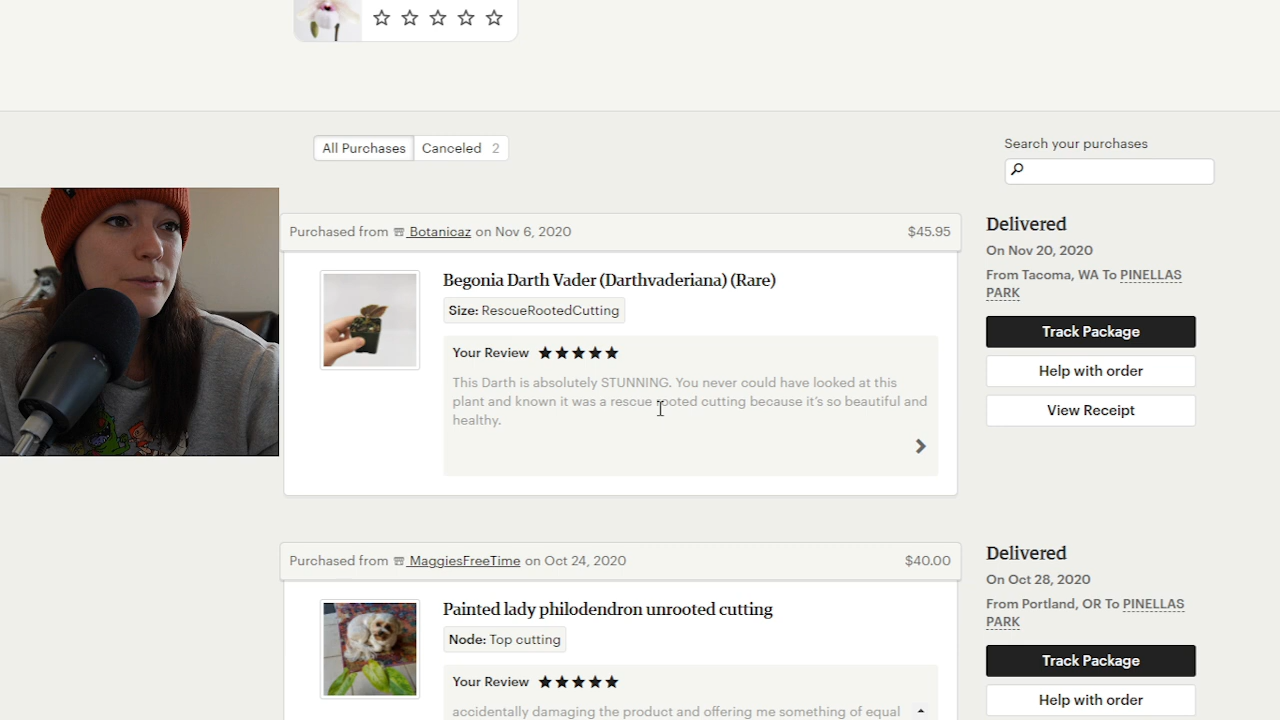 All Purchases
Canceled 2
Search your purchases
Purchased from Botanicaz on Nov 6, 2020
$45.95
Begonia Darth Vader (Darthvaderiana) (Rare)
Size: RescueRootedCutting
Your Review
This Darth is absolutely STUNNING. You never could have looked at this
plant and known it was a rescue rooted cutting because it's so beautiful and
healthy.
Delivered
On Nov 20, 2020
From Tacoma, WA To PINELLAS
PARK
Track Package
Help with order
View Receipt
Purchased from MaggiesFreeTime on Oct 24, 2020
$40.00
Painted lady philodendron unrooted cutting
Node: Top cutting
Your Review
accidentally damaging the product and offering me something of equal
Delivered
On Oct 28, 2020
From Portland, OR To PINELLAS
PARK
Track Package
Help with order